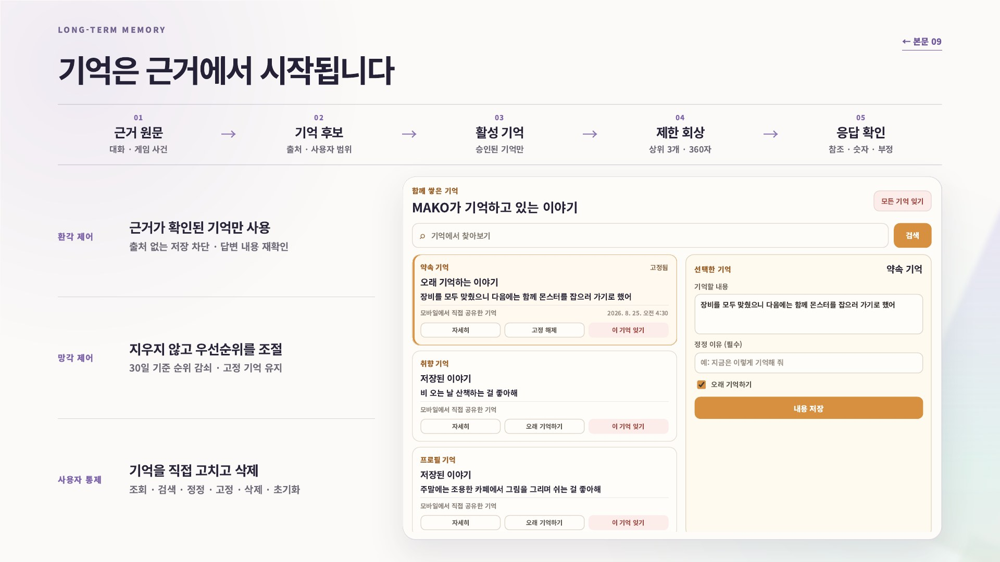 LONG-TERM MEMORY
← 본문 09
기억은 근거에서 시작됩니다
01
근거 원문
대화 · 게임 사건
→
02
기억 후보
출처 · 사용자 범위
→
03
활성 기억
승인된 기억만
→
04
제한 회상
상위 3개 · 360자
→
05
응답 확인
참조 · 숫자 · 부정
환각 제어
근거가 확인된 기억만 사용
출처 없는 저장 차단 · 답변 내용 재확인
망각 제어
지우지 않고 우선순위를 조절
30일 기준 순위 감쇠 · 고정 기억 유지
사용자 통제
기억을 직접 고치고 삭제
조회 · 검색 · 정정 · 고정 · 삭제 · 초기화
함께 쌓은 기억
MAKO가 기억하고 있는 이야기
모든 기억 잊기
기억에서 찾아보기
검색
약속 기억
고정됨
오래 기억하는 이야기
장비를 모두 맞췄으니 다음에는 함께 몬스터를 잡으러 가기로 했어
모바일에서 직접 공유한 기억
2026. 8. 25. 오전 4:30
자세히
고정 해제
이 기억 잊기
취향 기억
저장된 이야기
비 오는 날 산책하는 걸 좋아해
모바일에서 직접 공유한 기억
자세히
오래 기억하기
이 기억 잊기
프로필 기억
저장된 이야기
주말에는 조용한 카페에서 그림을 그리며 쉬는 걸 좋아해
모바일에서 직접 공유한 기억
자세히
오래 기억하기
이 기억 잊기
선택한 기억
약속 기억
기억할 내용
장비를 모두 맞췄으니 다음에는 함께 몬스터를 잡으러 가기로 했어
정정 이유 (필수)
예: 지금은 이렇게 기억해 줘
오래 기억하기
내용 저장